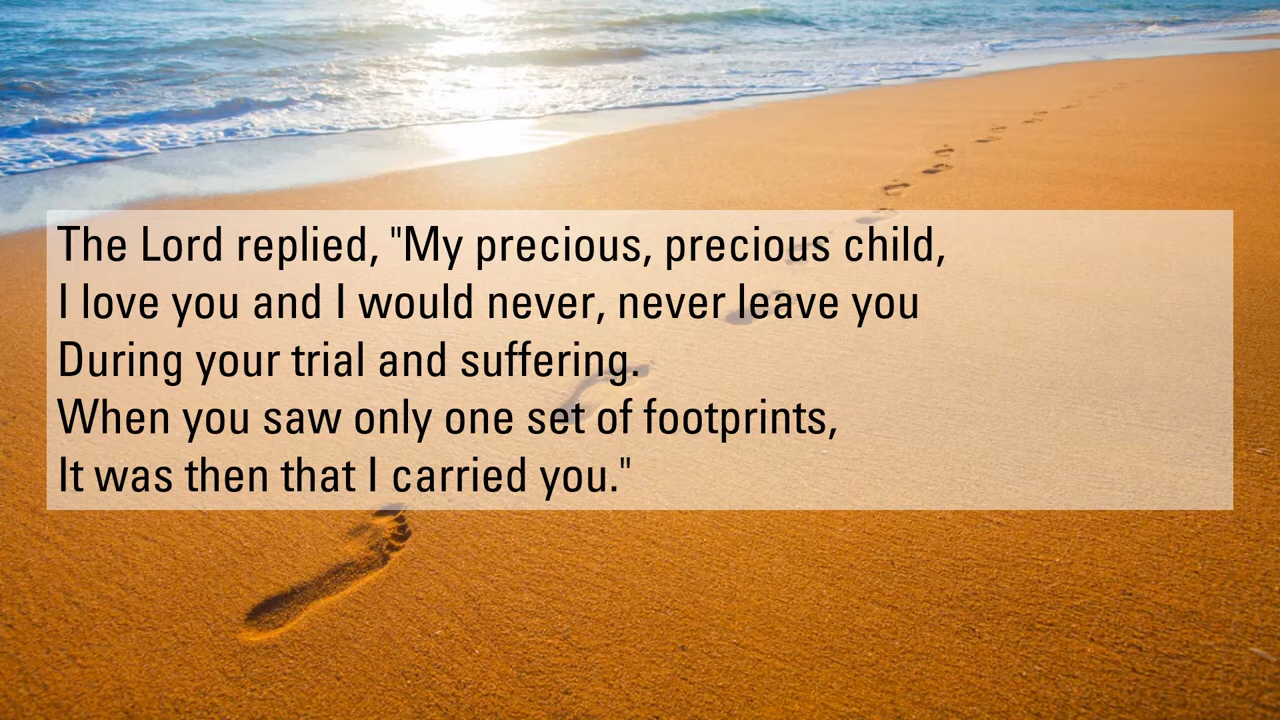 The Lord replied, "My precious, precious child,
I love you and I would never, never leave you
During your trial and suffering.
When you saw only one set of footprints,
It was then that I carried you."